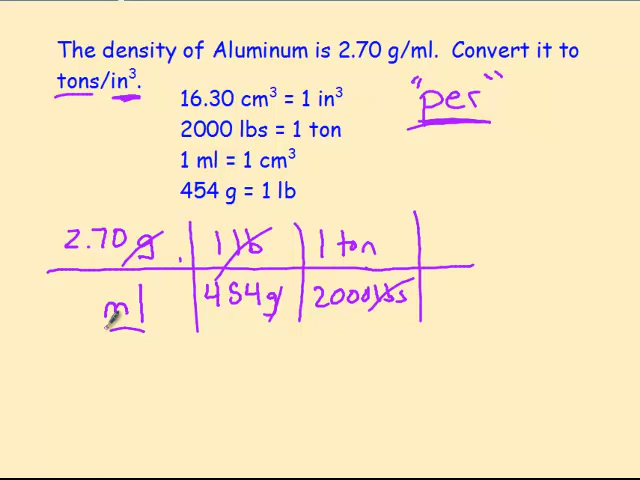 The density of Aluminum is 2.70 g/ml. Convert it to
tons/in³.
"per"
16.30 cm³ = 1 in³
2000 lbs = 1 ton
1 ml = 1 cm³
454 g = 1 lb
2.70 g . 1 lb 1 ton
ml 454g 2000 lbs